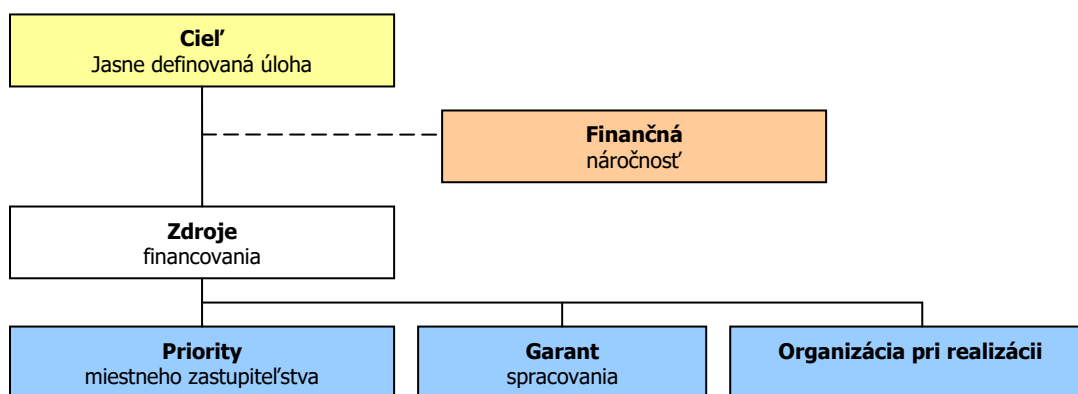 Cieľ
Jasne definovaná úloha
Finančná
náročnosť
Zdroje
financovania
Priority
miestneho zastupiteľstva
Garant
spracovania
Organizácia pri realizácii